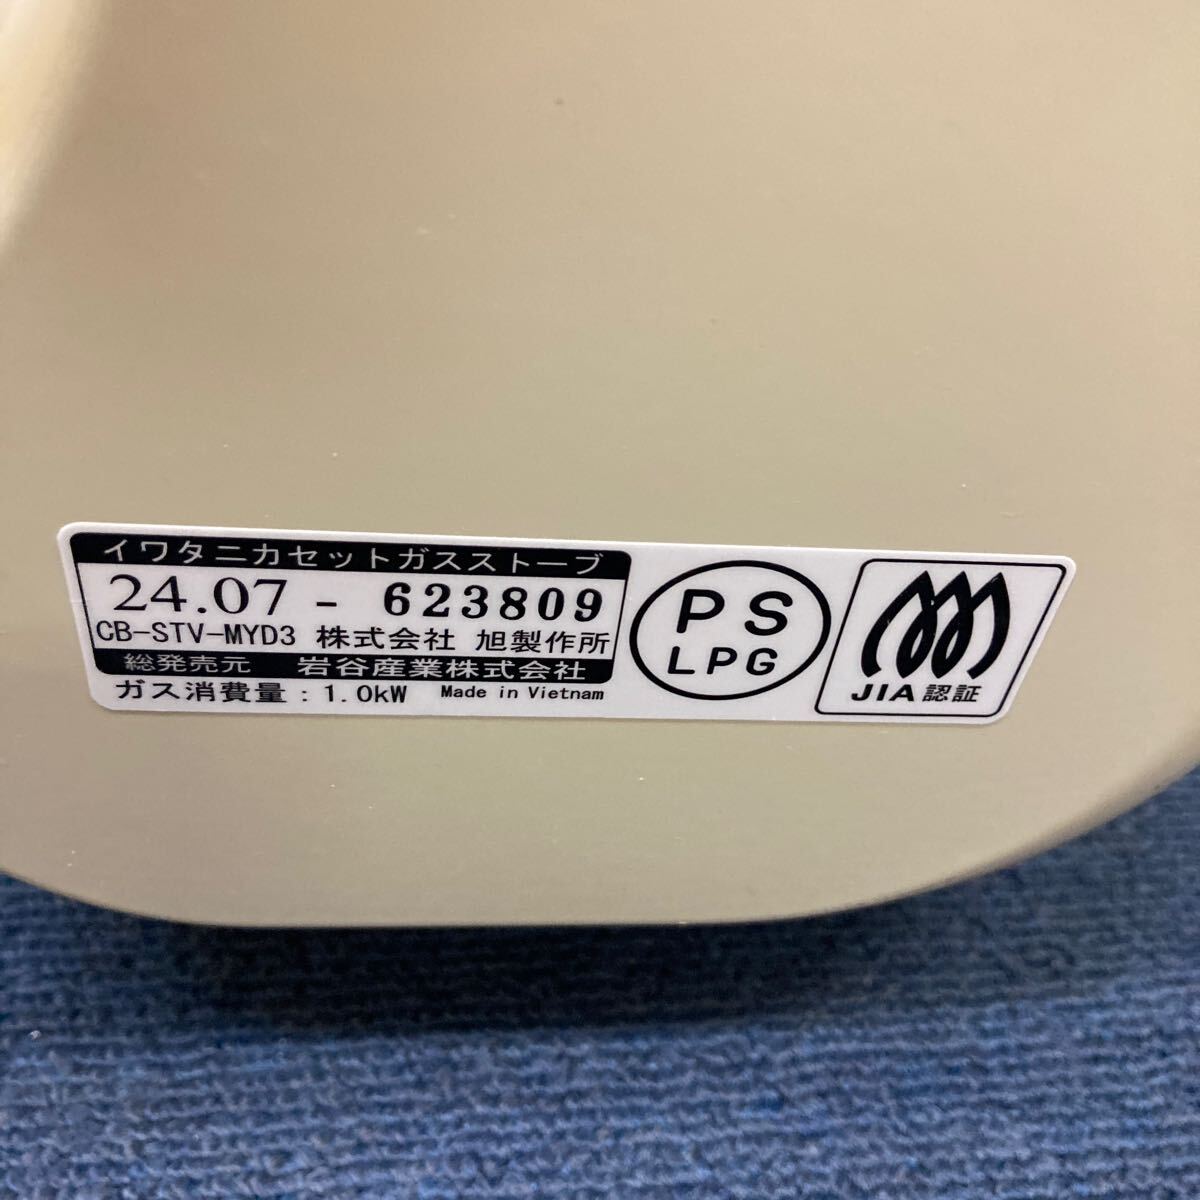 イワタニカセットガスストーブ
24.07 - 623809
CB-STV-MYD3 株式会社 旭製作所
総発売元 岩谷産業株式会社
ガス消費量 : 1.0kW Made in Vietnam
PS
LPG
JIA認証